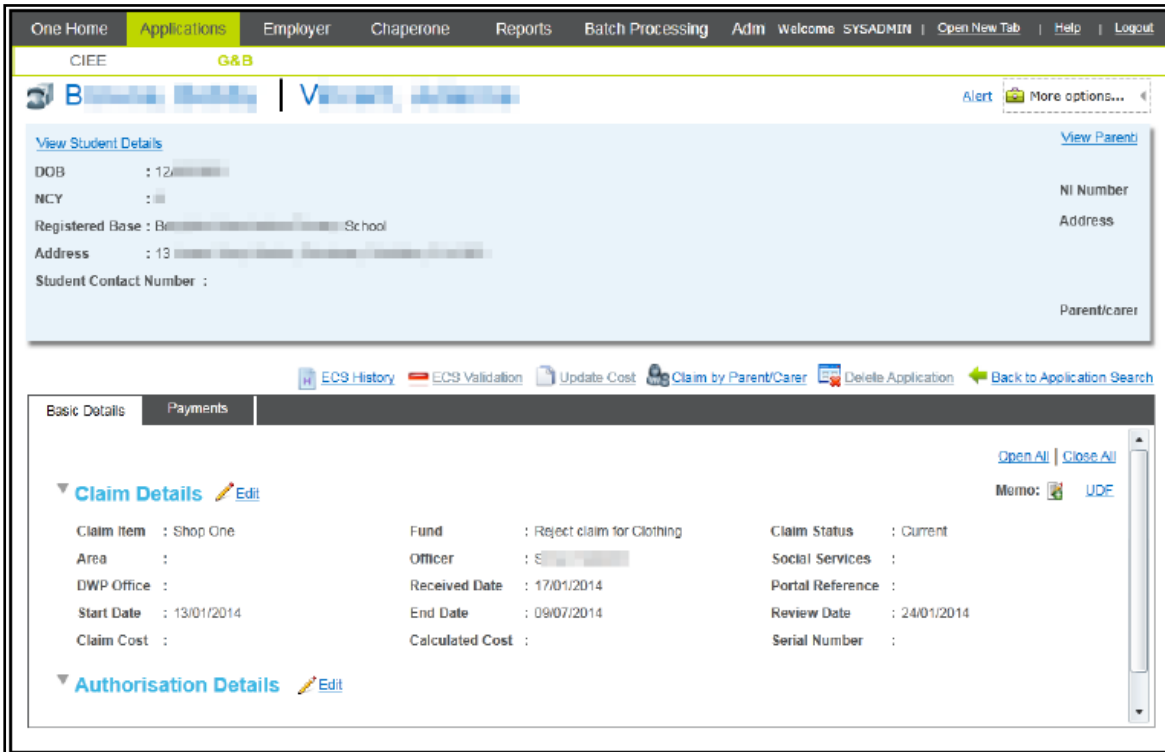 One Home Applications Employer Chaperone Reports Batch Processing Adm Welcome SYSADMIN | Open New Tab | Help | Logout
CIEE G&B
B | V Alert More options...
View Student Details View Parent/
DOB : 12/
NCY :
Registered Base : B School
Address : 13
Student Contact Number :
NI Number
Address
Parent/carer
ECS History ECS Validation Update Cost Claim by Parent/Carer Delete Application Back to Application Search
Basic Details Payments
Open All | Close All
Claim Details Edit Memo: UDF
Claim Item : Shop One Fund : Reject claim for Clothing Claim Status : Current
Area : Officer : S Social Services :
DWP Office : Received Date : 17/01/2014 Portal Reference :
Start Date : 13/01/2014 End Date : 09/07/2014 Review Date : 24/01/2014
Claim Cost : Calculated Cost : Serial Number :
Authorisation Details Edit